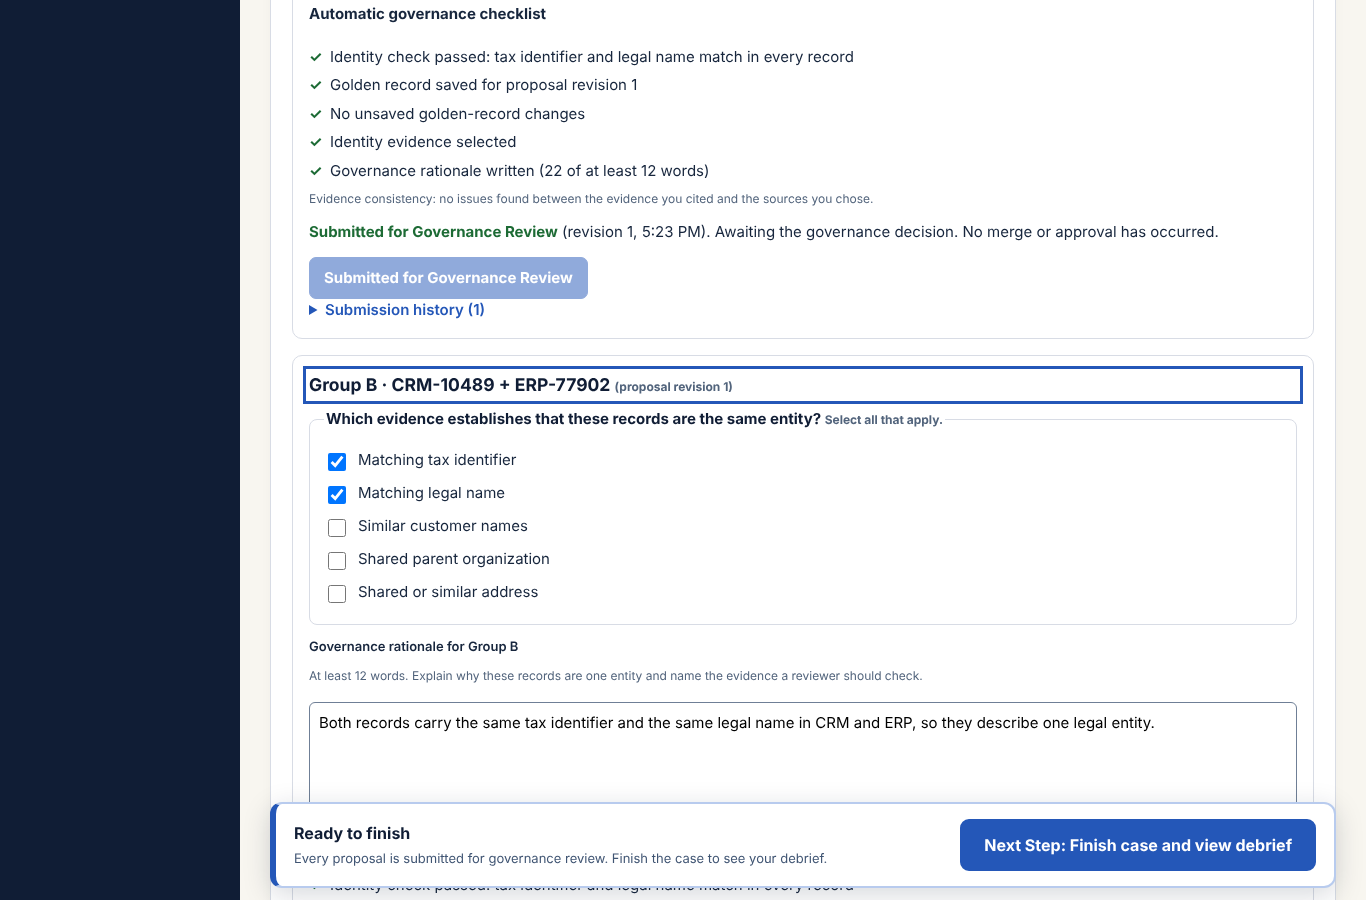 Automatic governance checklist
✓ Identity check passed: tax identifier and legal name match in every record
✓ Golden record saved for proposal revision 1
✓ No unsaved golden-record changes
✓ Identity evidence selected
✓ Governance rationale written (22 of at least 12 words)
Evidence consistency: no issues found between the evidence you cited and the sources you chose.
Submitted for Governance Review (revision 1, 5:23 PM). Awaiting the governance decision. No merge or approval has occurred.
Submitted for Governance Review
Submission history (1)
Group B · CRM-10489 + ERP-77902 (proposal revision 1)
Which evidence establishes that these records are the same entity? Select all that apply.
Matching tax identifier
Matching legal name
Similar customer names
Shared parent organization
Shared or similar address
Governance rationale for Group B
At least 12 words. Explain why these records are one entity and name the evidence a reviewer should check.
Both records carry the same tax identifier and the same legal name in CRM and ERP, so they describe one legal entity.
Ready to finish
Every proposal is submitted for governance review. Finish the case to see your debrief.
Next Step: Finish case and view debrief